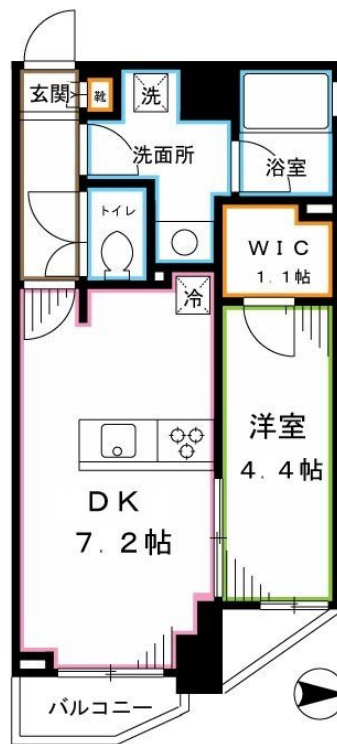 玄関
靴
洗
洗面所
浴室
トイレ
WIC
1.1帖
冷
洋室
4.4帖
DK
7.2帖
バルコニー